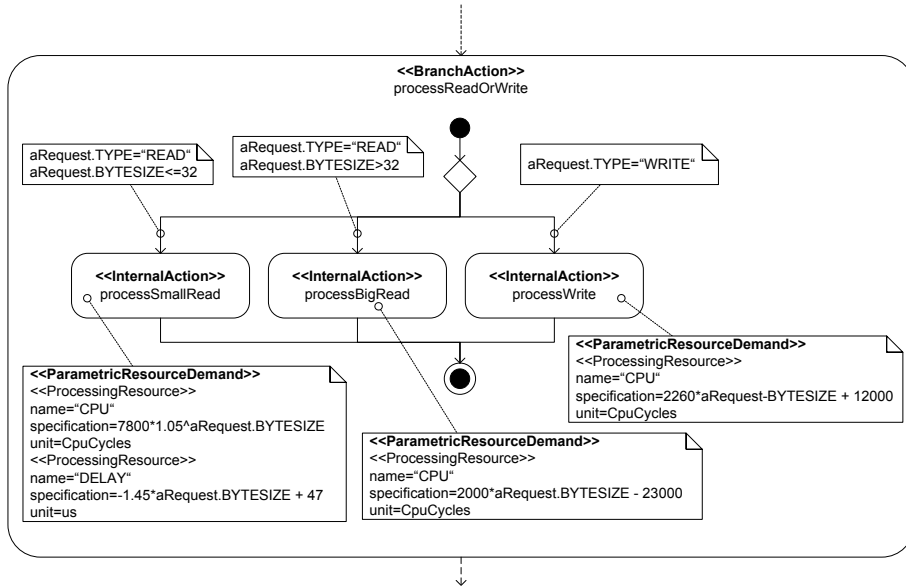 <<BranchAction>>
processReadOrWrite
aRequest.TYPE=“READ“
aRequest.BYTESIZE<=32
aRequest.TYPE=“READ“
aRequest.BYTESIZE>32
aRequest.TYPE=“WRITE“
<<InternalAction>>
processSmallRead
<<InternalAction>>
processBigRead
<<InternalAction>>
processWrite
<<ParametricResourceDemand>>
<<ProcessingResource>>
name=“CPU“
specification=7800*1.05^aRequest.BYTESIZE
unit=CpuCycles
<<ProcessingResource>>
name=“DELAY“
specification=-1.45*aRequest.BYTESIZE + 47
unit=us
<<ParametricResourceDemand>>
<<ProcessingResource>>
name=“CPU“
specification=2000*aRequest.BYTESIZE - 23000
unit=CpuCycles
<<ParametricResourceDemand>>
<<ProcessingResource>>
name=“CPU“
specification=2260*aRequest-BYTESIZE + 12000
unit=CpuCycles